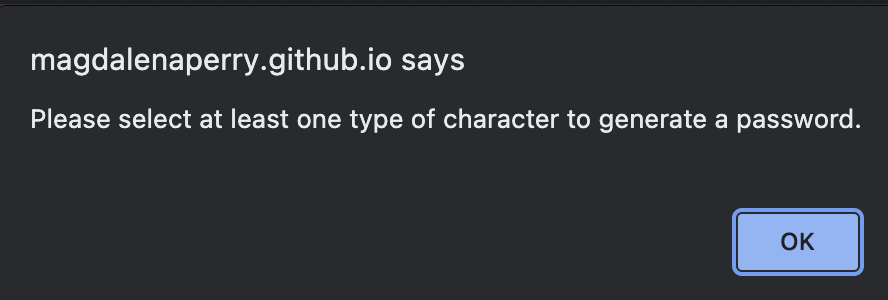 magdalenaperry.github.io says
Please select at least one type of character to generate a password.
OK